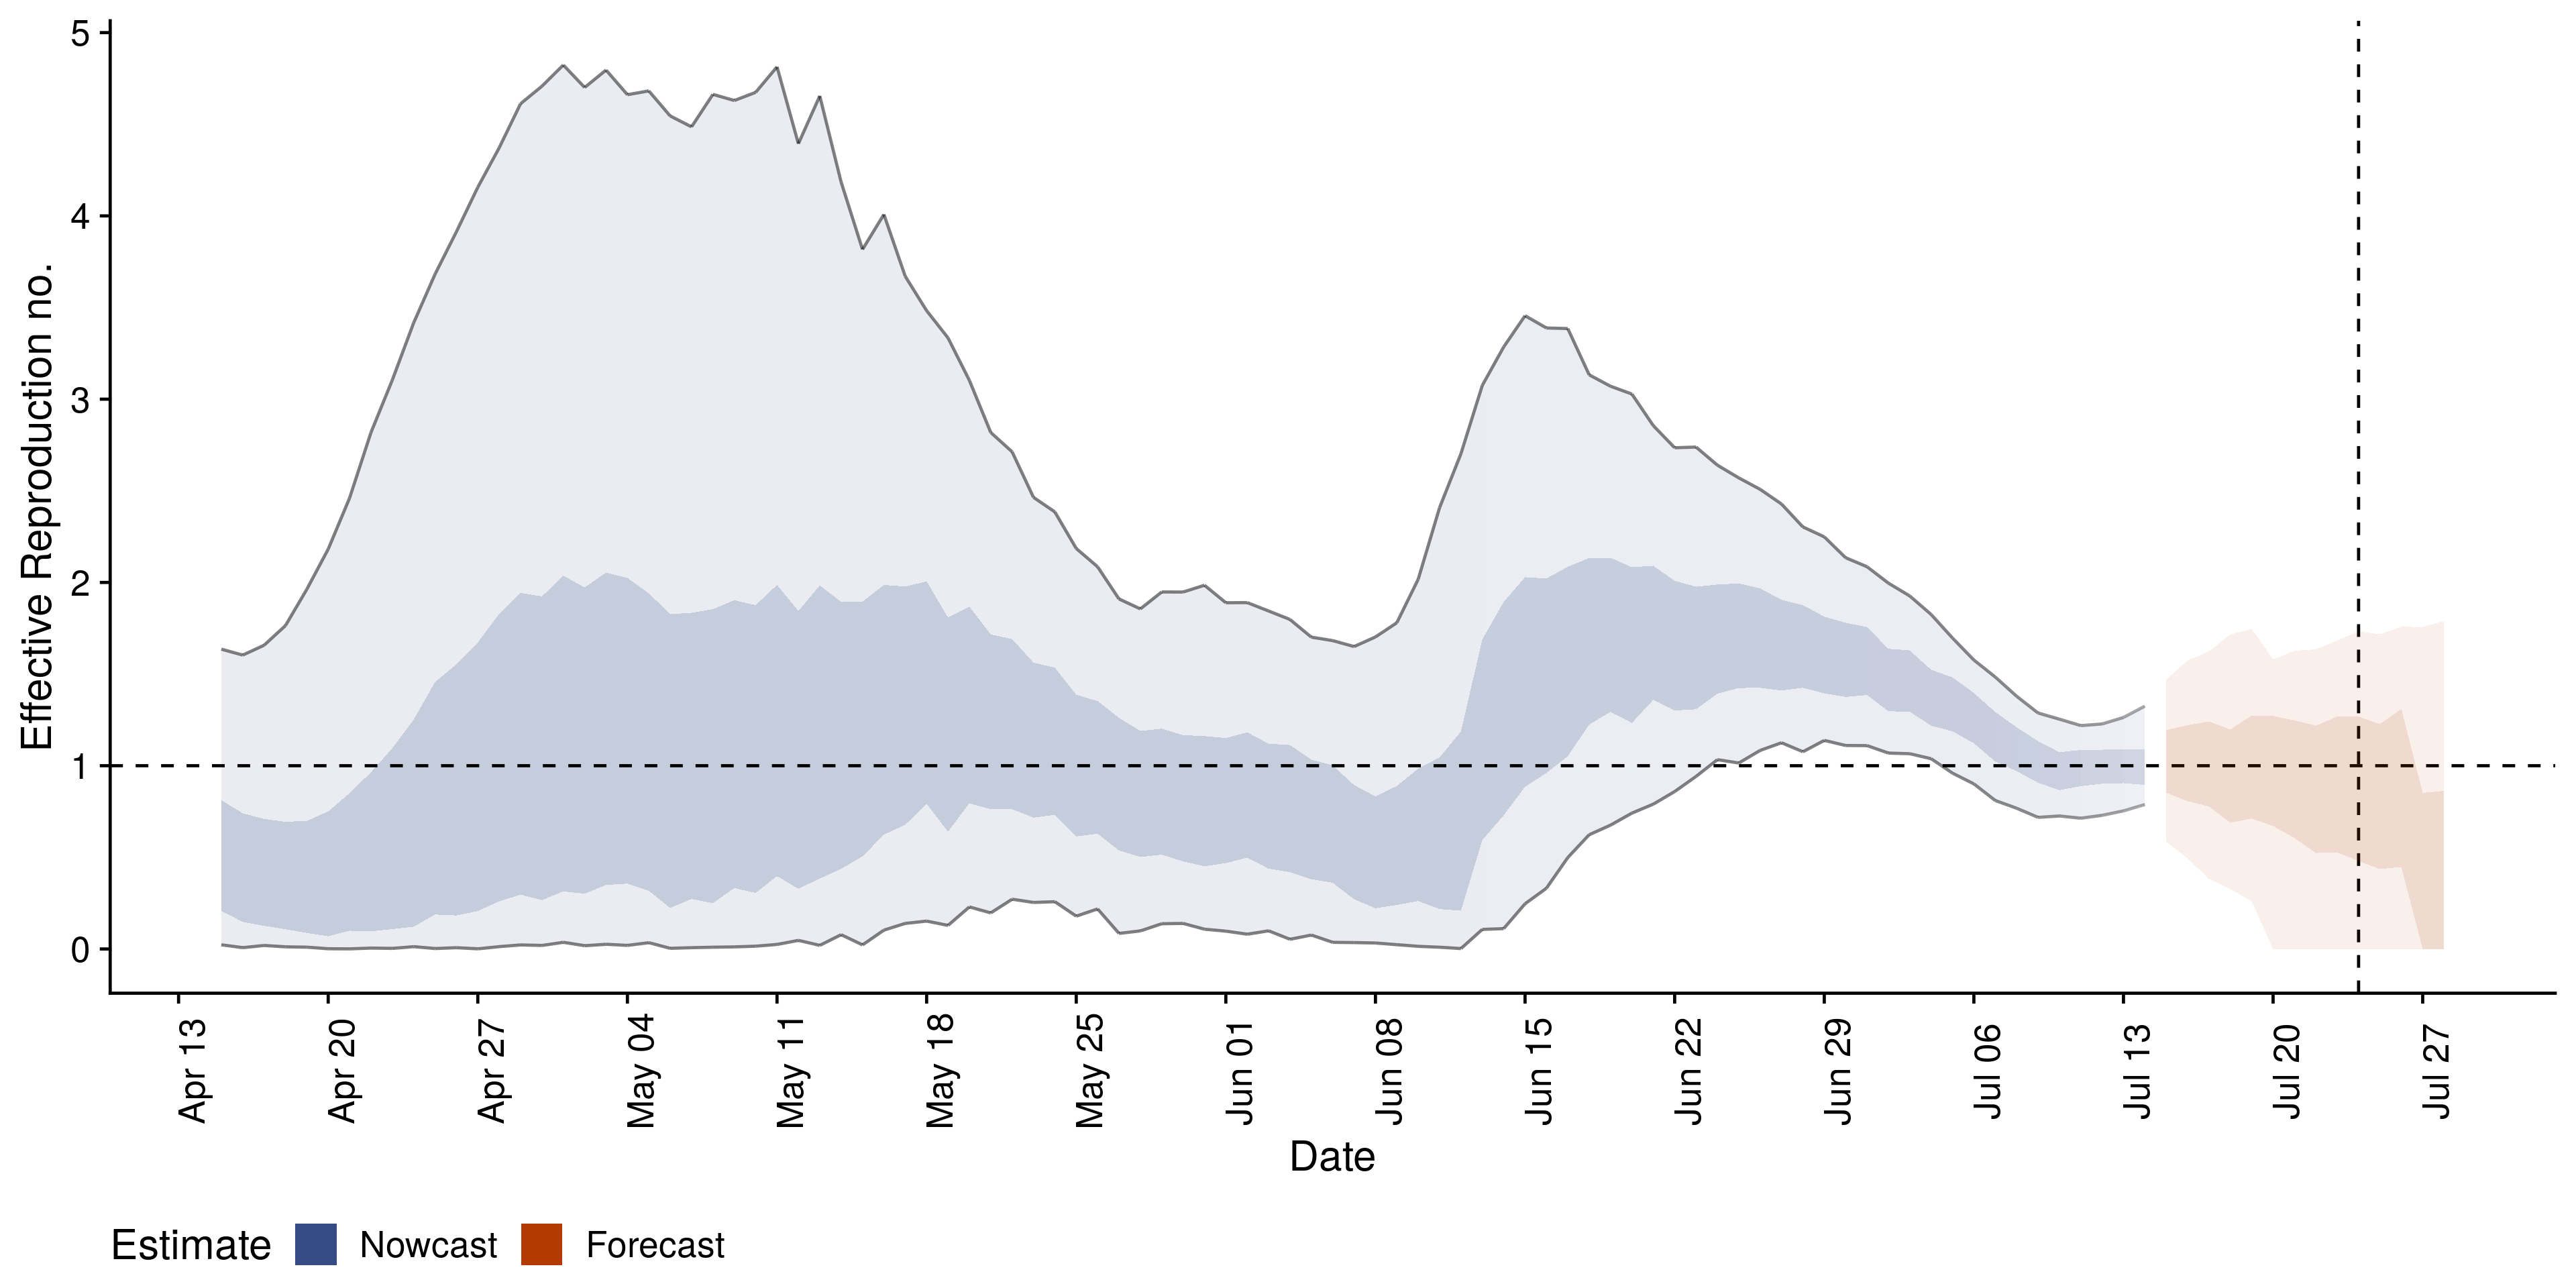 Effective Reproduction no.
5
4
3
2
1
0
Apr 13
Apr 20
Apr 27
May 04
May 11
May 18
May 25
Jun 01
Jun 08
Jun 15
Jun 22
Jun 29
Jul 06
Jul 13
Jul 20
Jul 27
Date
Estimate Nowcast Forecast